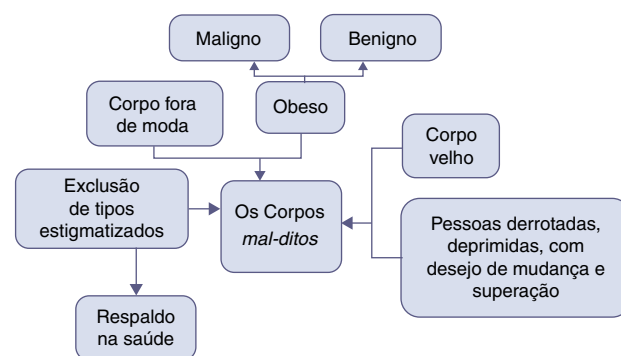 Maligno
Benigno
Corpo fora
de moda
Obeso
Corpo
velho
Exclusão
de tipos
estigmatizados
Os Corpos
mal-ditos
Pessoas derrotadas,
deprimidas, com
desejo de mudança e
superação
Respaldo
na saúde